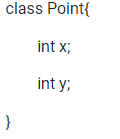 class Point{
int x;
int y;
}